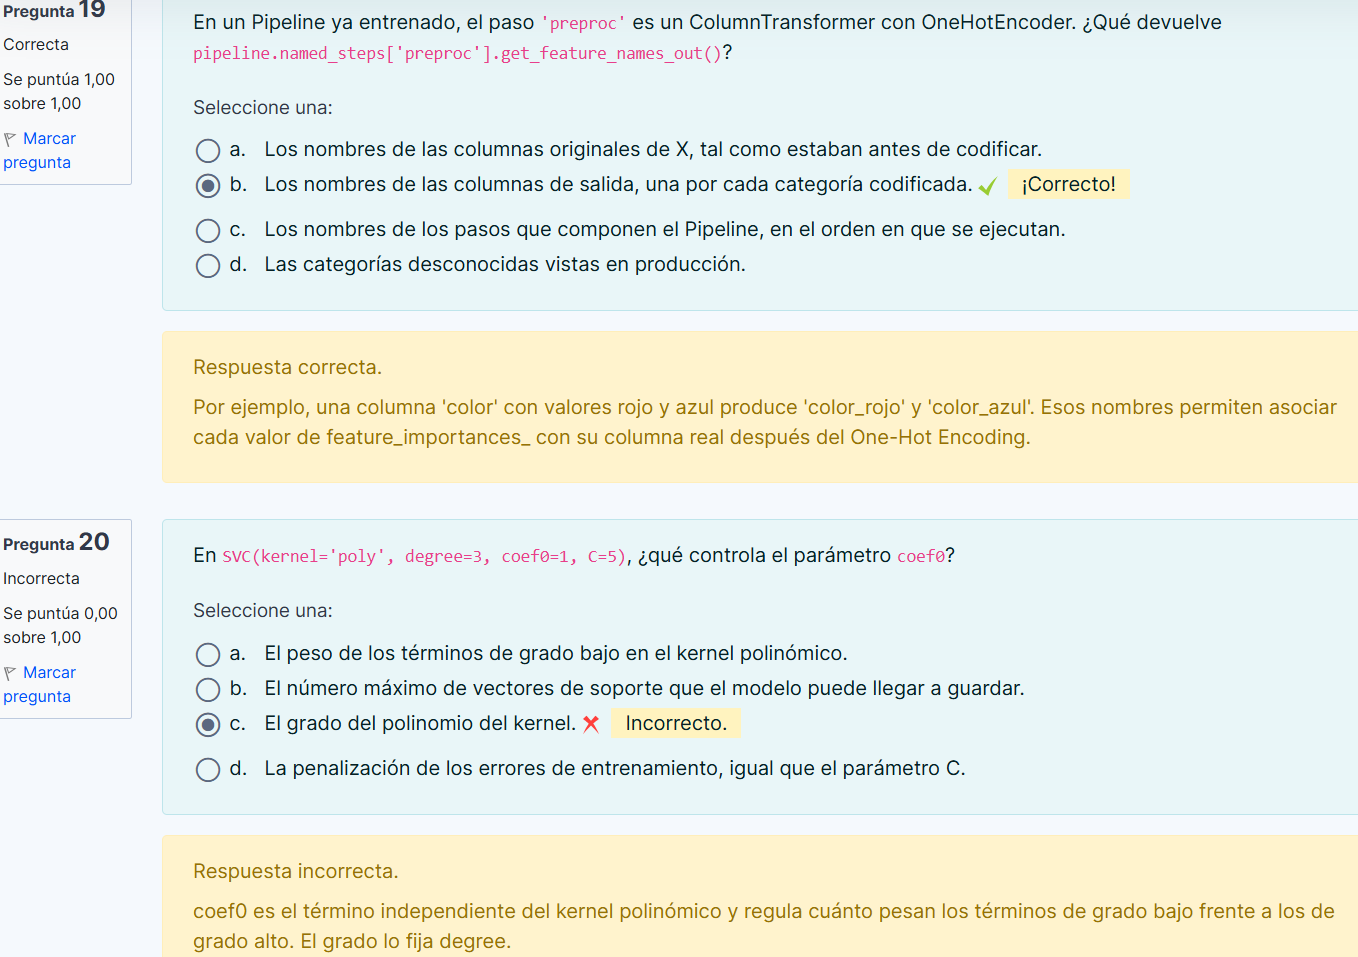 Pregunta 19
Correcta
Se puntúa 1,00
sobre 1,00
Marcar
pregunta
En un Pipeline ya entrenado, el paso 'preproc' es un ColumnTransformer con OneHotEncoder. ¿Qué devuelve
pipeline.named_steps['preproc'].get_feature_names_out()?
Seleccione una:
a. Los nombres de las columnas originales de X, tal como estaban antes de codificar.
b. Los nombres de las columnas de salida, una por cada categoría codificada. ¡Correcto!
c. Los nombres de los pasos que componen el Pipeline, en el orden en que se ejecutan.
d. Las categorías desconocidas vistas en producción.
Respuesta correcta.
Por ejemplo, una columna 'color' con valores rojo y azul produce 'color_rojo' y 'color_azul'. Esos nombres permiten asociar
cada valor de feature_importances_ con su columna real después del One-Hot Encoding.
Pregunta 20
Incorrecta
Se puntúa 0,00
sobre 1,00
Marcar
pregunta
En SVC(kernel='poly', degree=3, coef0=1, C=5), ¿qué controla el parámetro coef0?
Seleccione una:
a. El peso de los términos de grado bajo en el kernel polinómico.
b. El número máximo de vectores de soporte que el modelo puede llegar a guardar.
c. El grado del polinomio del kernel. Incorrecto.
d. La penalización de los errores de entrenamiento, igual que el parámetro C.
Respuesta incorrecta.
coef0 es el término independiente del kernel polinómico y regula cuánto pesan los términos de grado bajo frente a los de
grado alto. El grado lo fija degree.